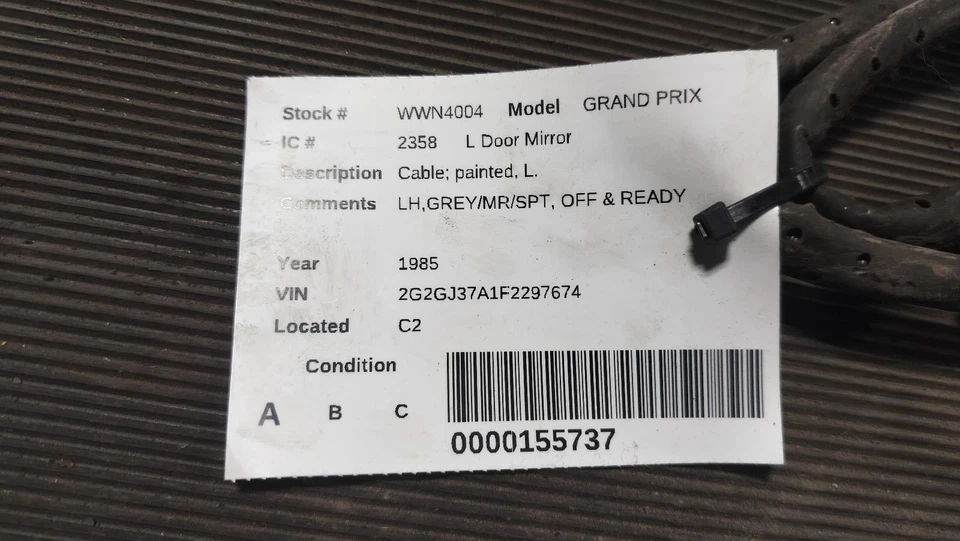 Stock # WWN4004 Model GRAND PRIX
IC # 2358 L Door Mirror
Description Cable; painted, L.
Comments LH,GREY/MR/SPT, OFF & READY
Year 1985
VIN 2G2GJ37A1F2297674
Located C2
Condition
A B C
0000155737